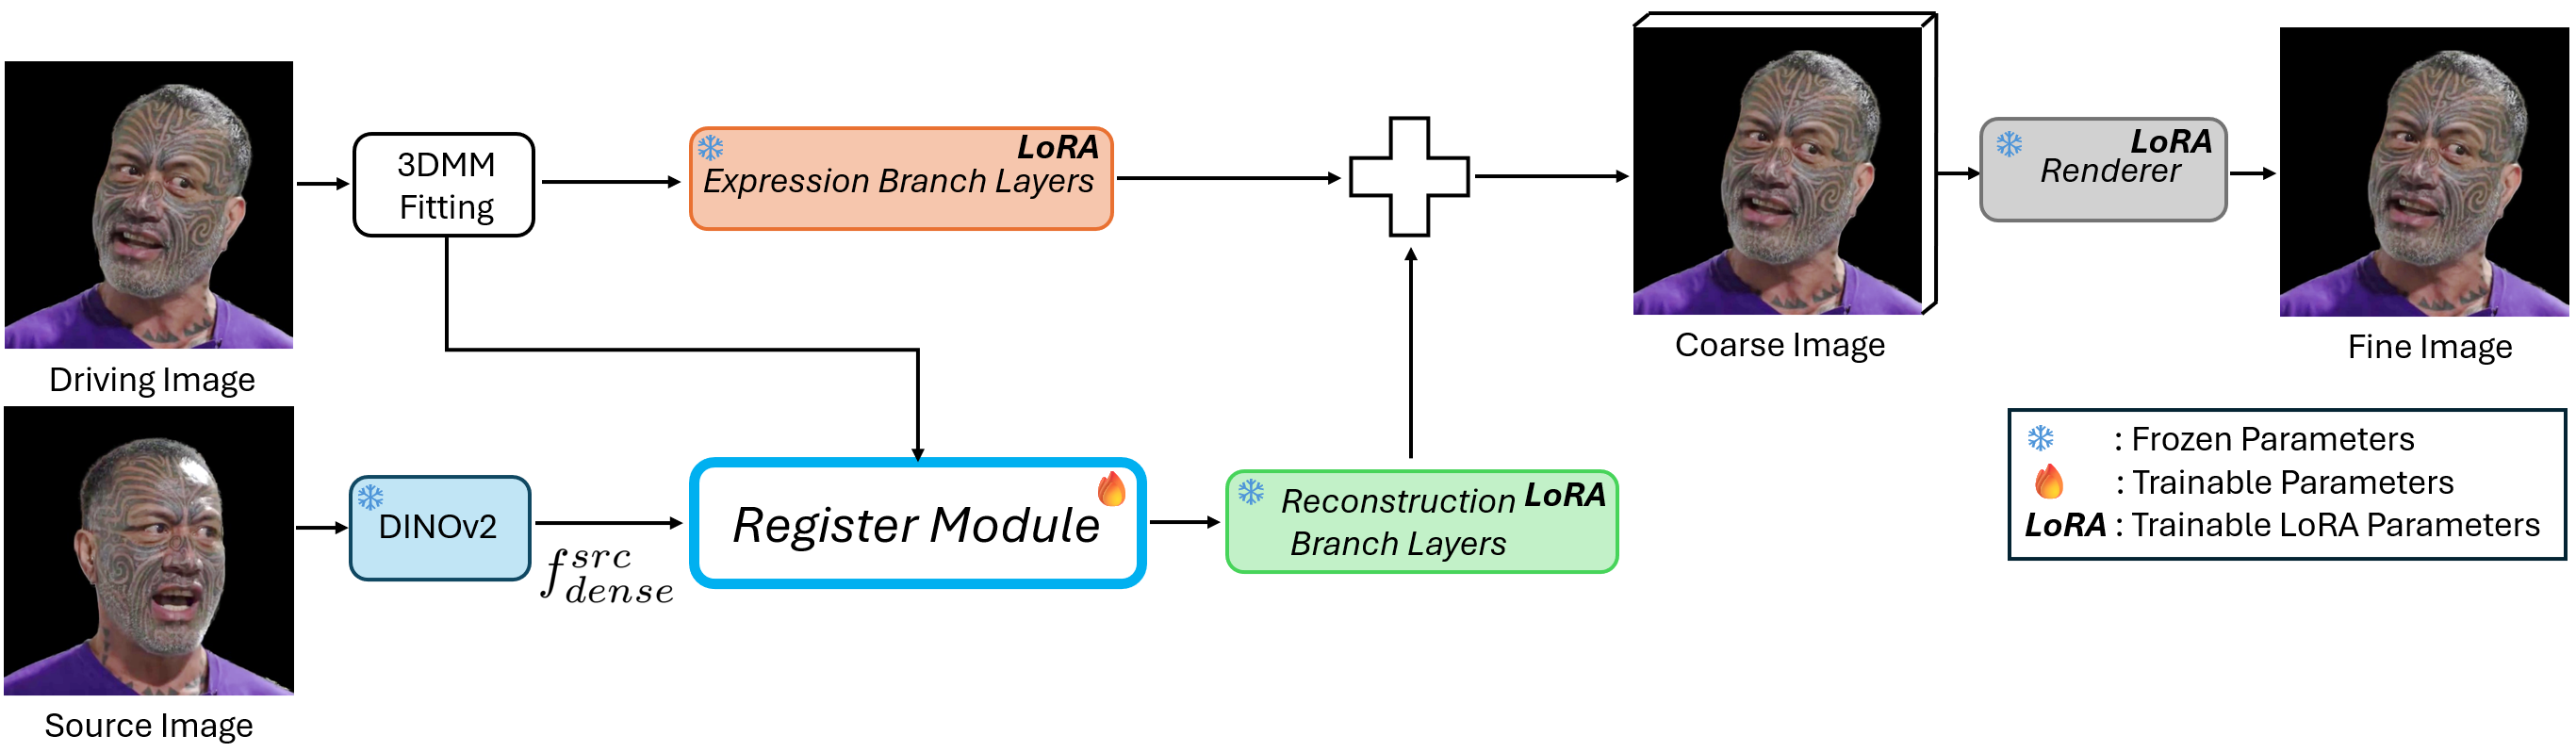 3DMM
Fitting
LoRA
Expression Branch Layers
LoRA
Renderer
Driving Image
Coarse Image
Fine Image
DINOv2
f^{src}_{dense}
Register Module
Reconstruction LoRA
Branch Layers
: Frozen Parameters
: Trainable Parameters
LoRA : Trainable LoRA Parameters
Source Image